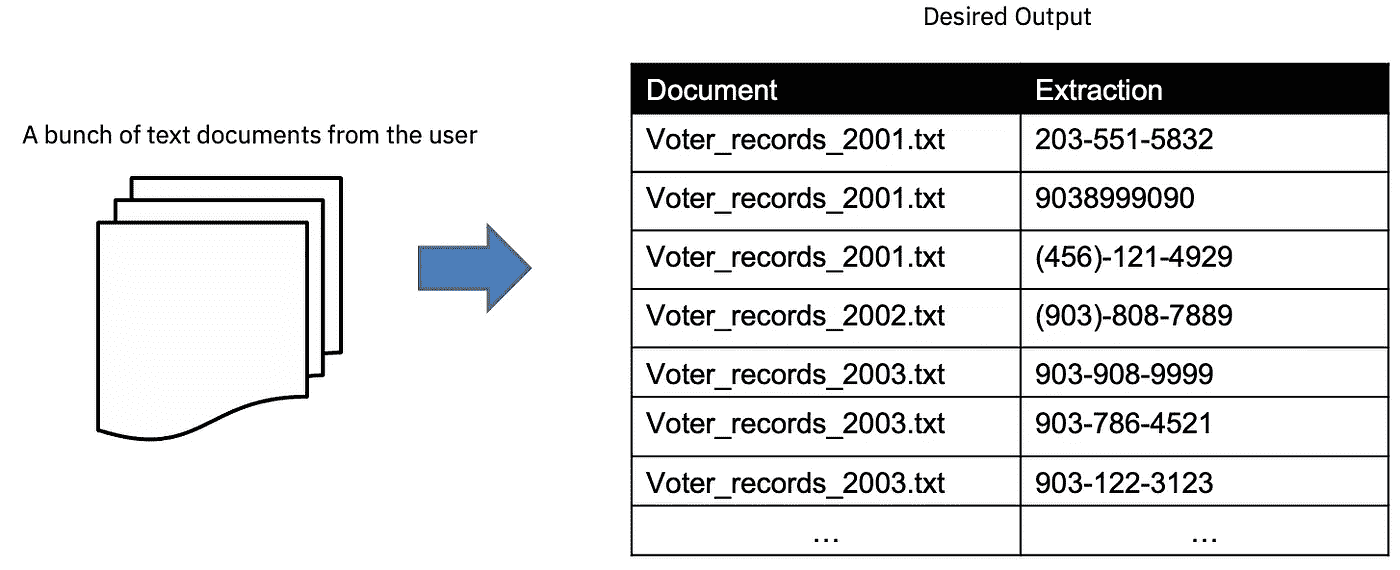 Desired Output
A bunch of text documents from the user
Document Extraction
Voter_records_2001.txt 203-551-5832
Voter_records_2001.txt 9038999090
Voter_records_2001.txt (456)-121-4929
Voter_records_2002.txt (903)-808-7889
Voter_records_2003.txt 903-908-9999
Voter_records_2003.txt 903-786-4521
Voter_records_2003.txt 903-122-3123
... ...